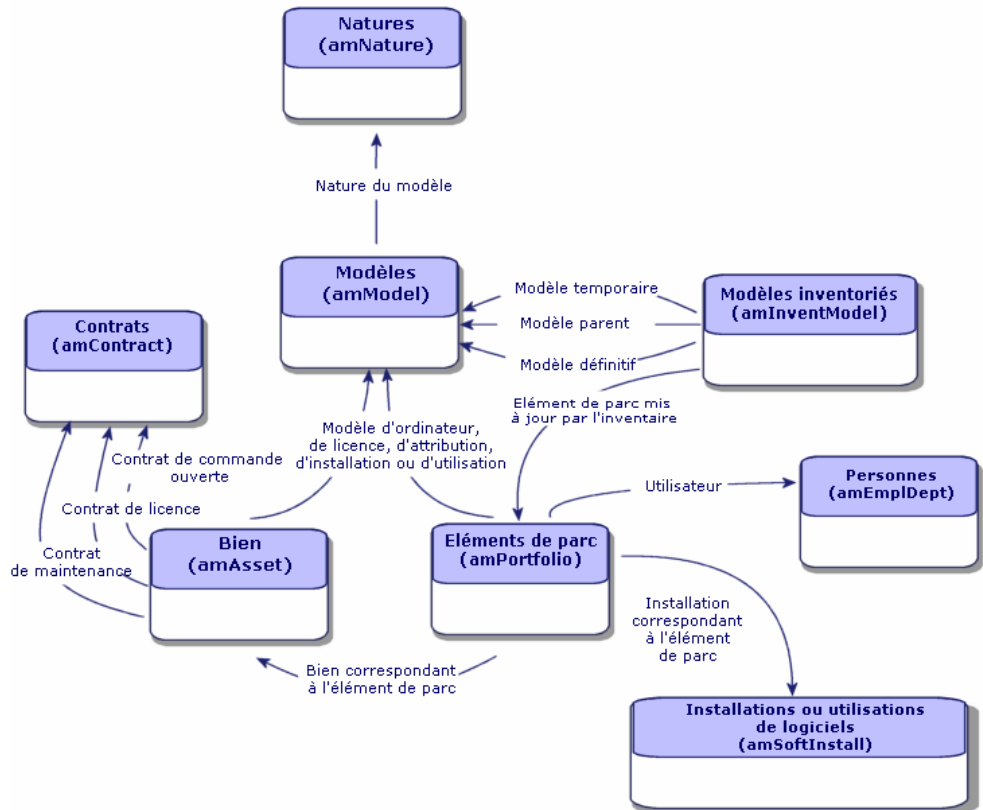 Natures
(amNature)
Nature du modèle
Modèles
(amModel)
Modèle temporaire
Modèle parent
Modèle définitif
Modèles inventoriés
(amInventModel)
Contrats
(amContract)
Elément de parc mis
à jour par l'inventaire
Modèle d'ordinateur,
de licence, d'attribution,
d'installation ou d'utilisation
Contrat de commande
ouverte
Contrat de licence
Contrat
de maintenance
Utilisateur
Personnes
(amEmplDept)
Bien
(amAsset)
Eléments de parc
(amPortfolio)
Installation
correspondant
à l'élément
de parc
Bien correspondant
à l'élément de parc
Installations ou utilisations
de logiciels
(amSoftInstall)